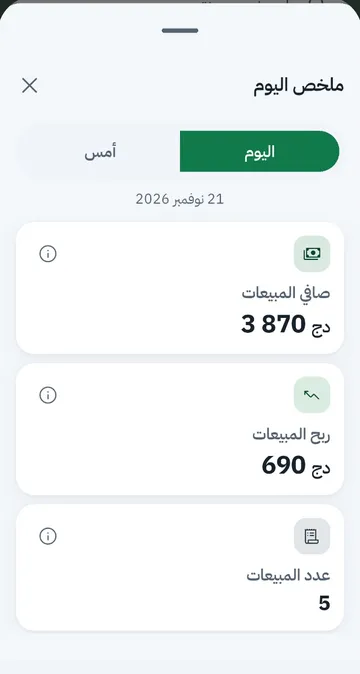 ملخص اليوم
اليوم
أمس
21 نوفمبر 2026
صافي المبيعات
3 870 دج
ربح المبيعات
690 دج
عدد المبيعات
5